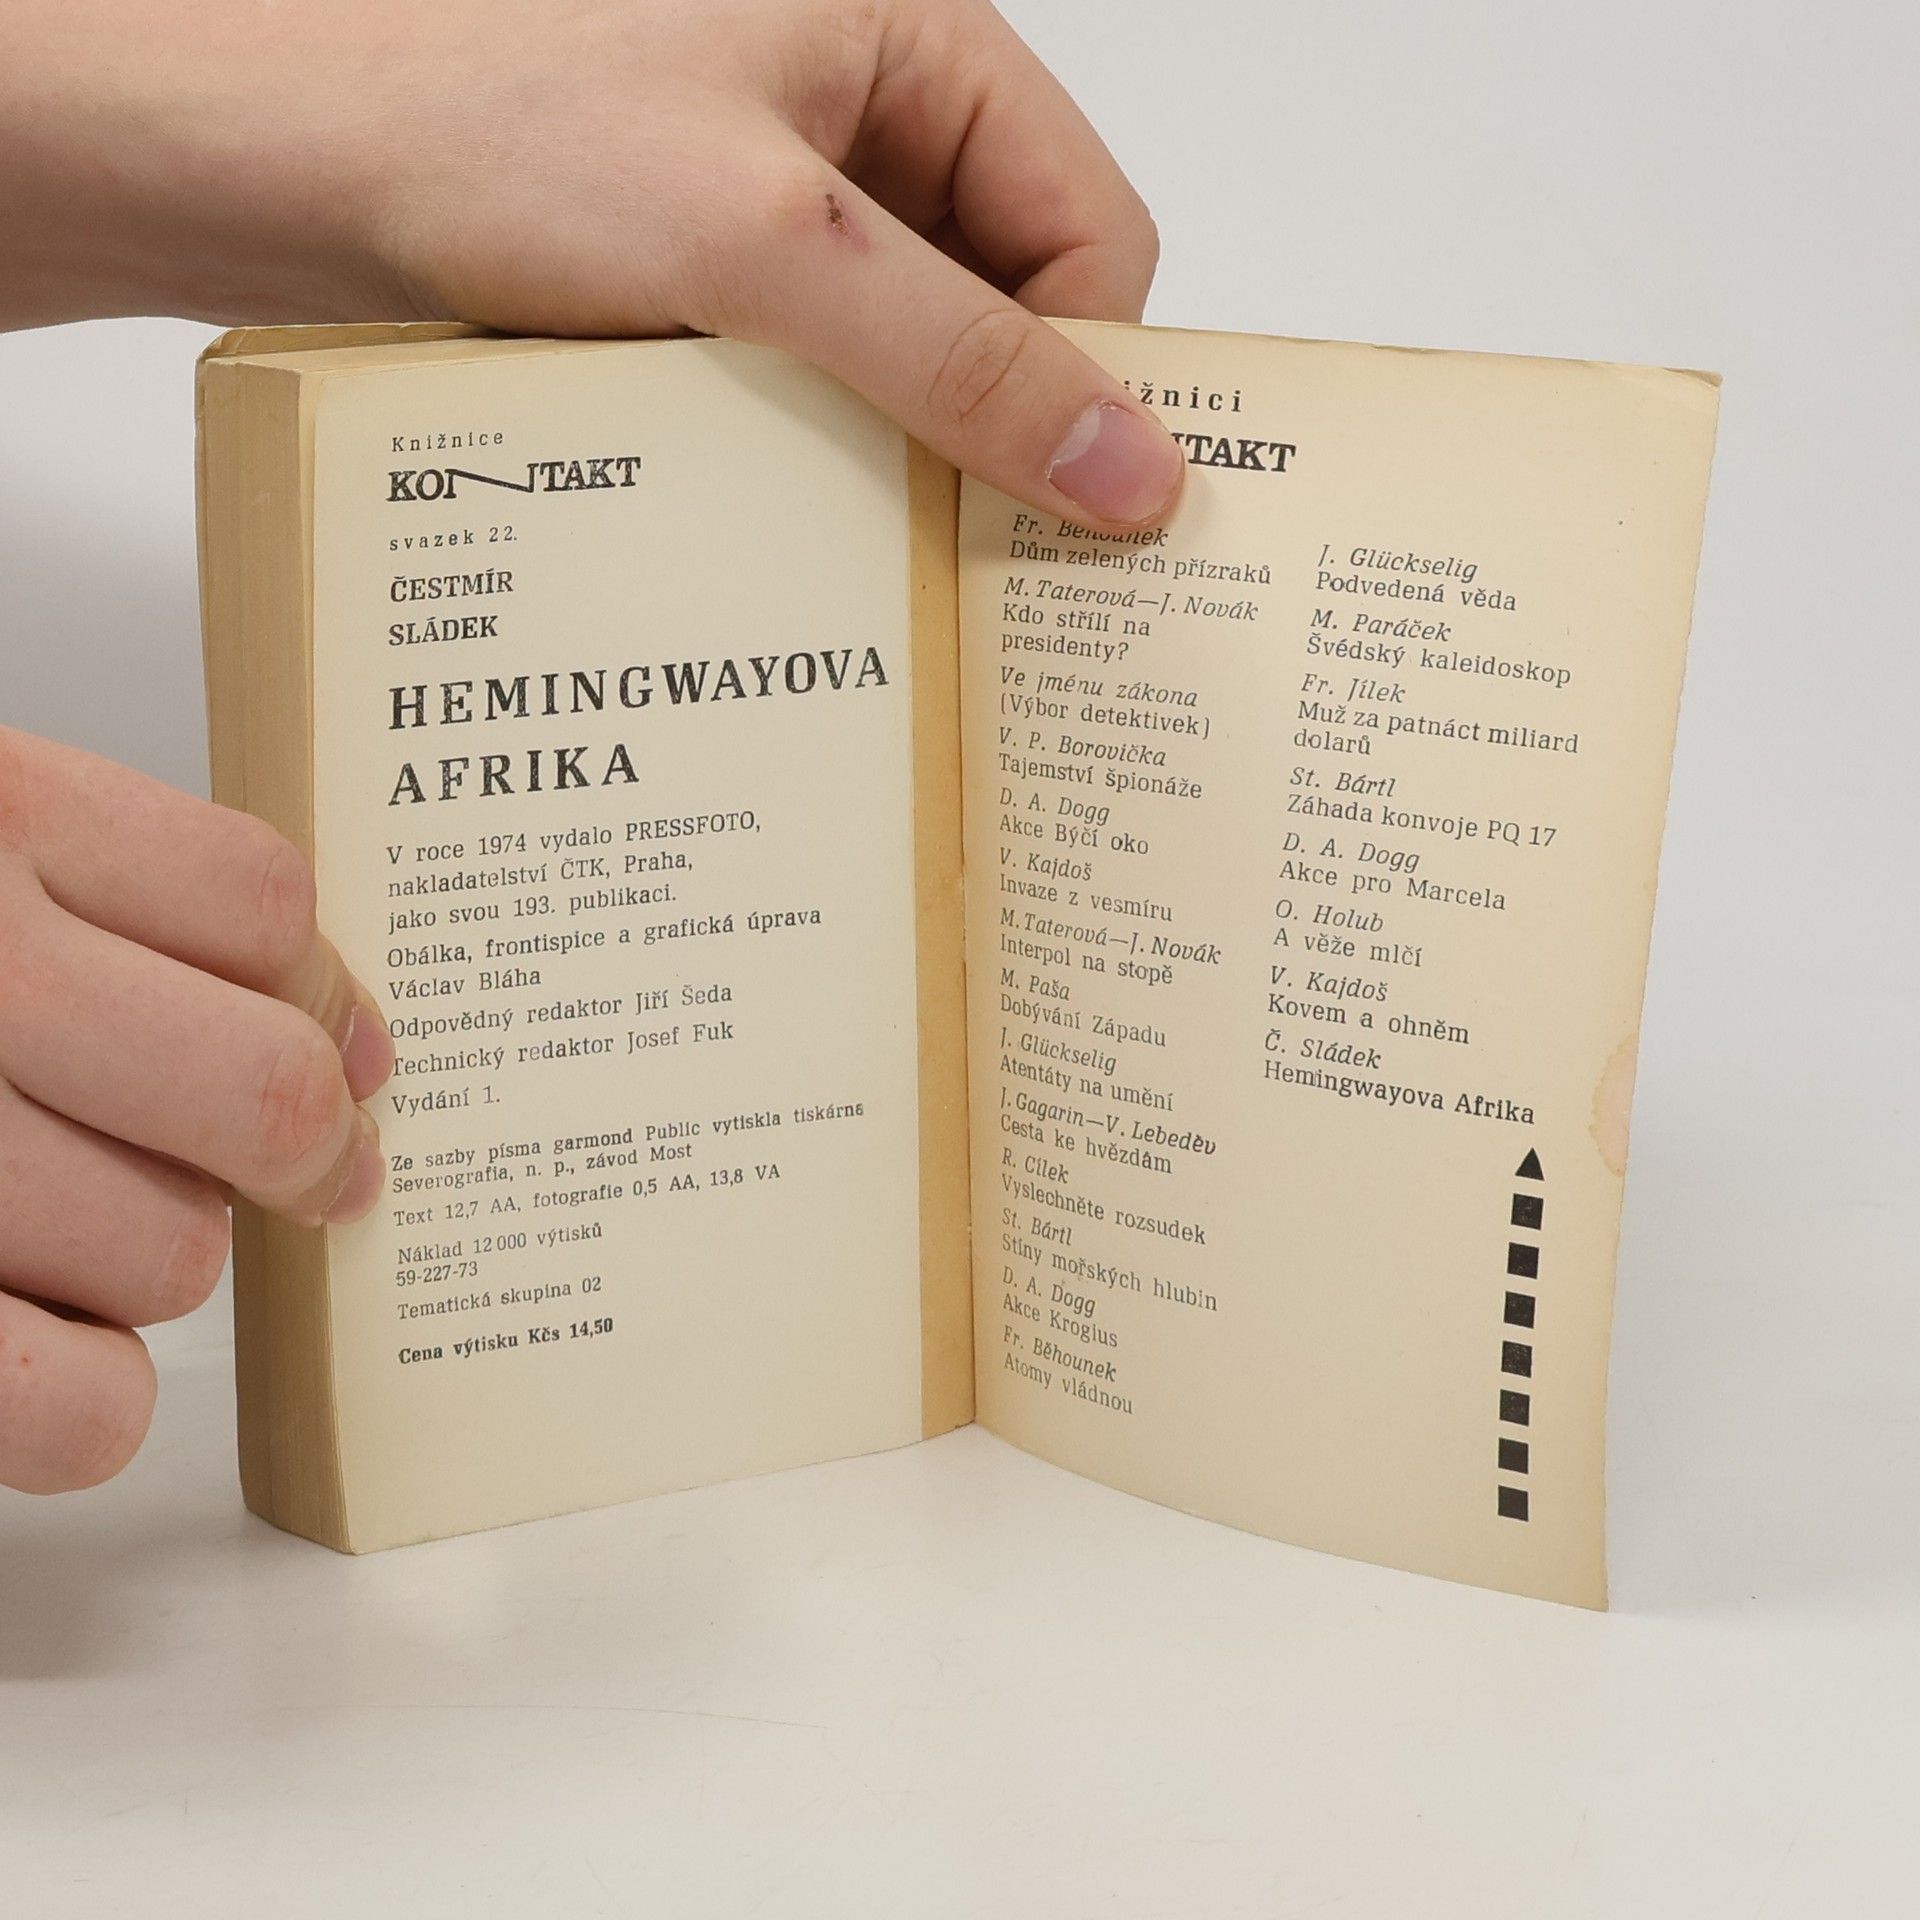 Knižnice
KONTAKT
svazek 22.
ČESTMÍR
SLÁDEK
HEMINGWAYOVA
AFRIKA
V roce 1974 vydalo PRESSFOTO,
nakladatelství ČTK, Praha,
jako svou 193. publikaci.
Obálka, frontispice a grafická úprava
Václav Bláha
Odpovědný redaktor Jiří Šeda
Technický redaktor Josef Fuk
Vydání 1.
Ze sazby písma garmond Public vytiskla tiskárna
Severografia, n. p., závod Most
Text 12,7 AA, fotografie 0,5 AA, 13,8 VA
Náklad 12 000 výtisků
59-227-73
Tematická skupina 02
Cena výtisku Kčs 14,50
ižnici
TAKT
Fr. Běhounek
Dům zelených přízraků
M. Taterová—J. Novák
Kdo střílí na
presidenty?
Ve jménu zákona
(Výbor detektivek)
V. P. Borovička
Tajemství špionáže
D. A. Dogg
Akce Býčí oko
V. Kajdoš
Invaze z vesmíru
M. Taterová—J. Novák
Interpol na stopě
M. Paša
Dobývání Západu
J. Glückselig
Atentáty na umění
J. Gagarin—V. Lebeděv
Cesta ke hvězdám
R. Cílek
Vyslechněte rozsudek
St. Bártl
Stíny mořských hlubin
D. A. Dogg
Akce Krogius
Fr. Běhounek
Atomy vládnou
J. Glückselig
Podvedená věda
M. Paráček
Švédský kaleidoskop
Fr. Jílek
Muž za patnáct miliard
dolarů
St. Bártl
Záhada konvoje PQ 17
D. A. Dogg
Akce pro Marcela
O. Holub
A věže mlčí
V. Kajdoš
Kovem a ohněm
Č. Sládek
Hemingwayova Afrika